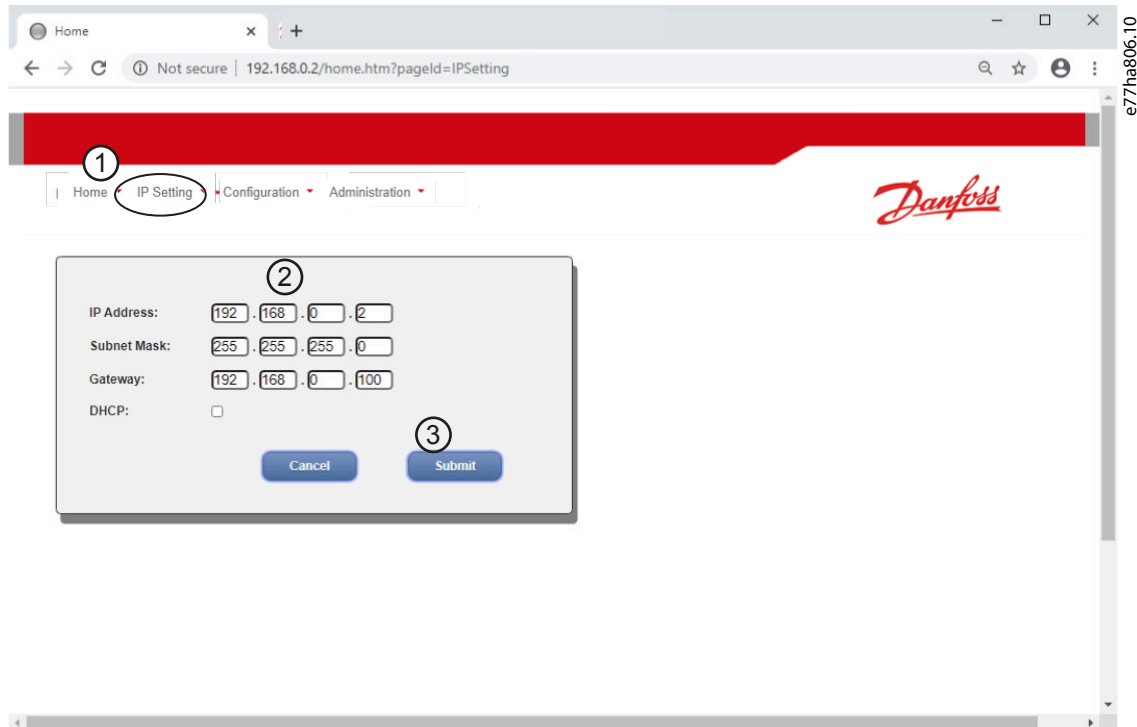 Home
Not secure | 192.168.0.2/home.htm?pageId=IPSetting
e77ha806.10
1
Home IP Setting Configuration Administration
Danfoss
2
IP Address: 192 . 168 . 0 . 2
Subnet Mask: 255 . 255 . 255 . 0
Gateway: 192 . 168 . 0 . 100
DHCP:
3
Cancel Submit